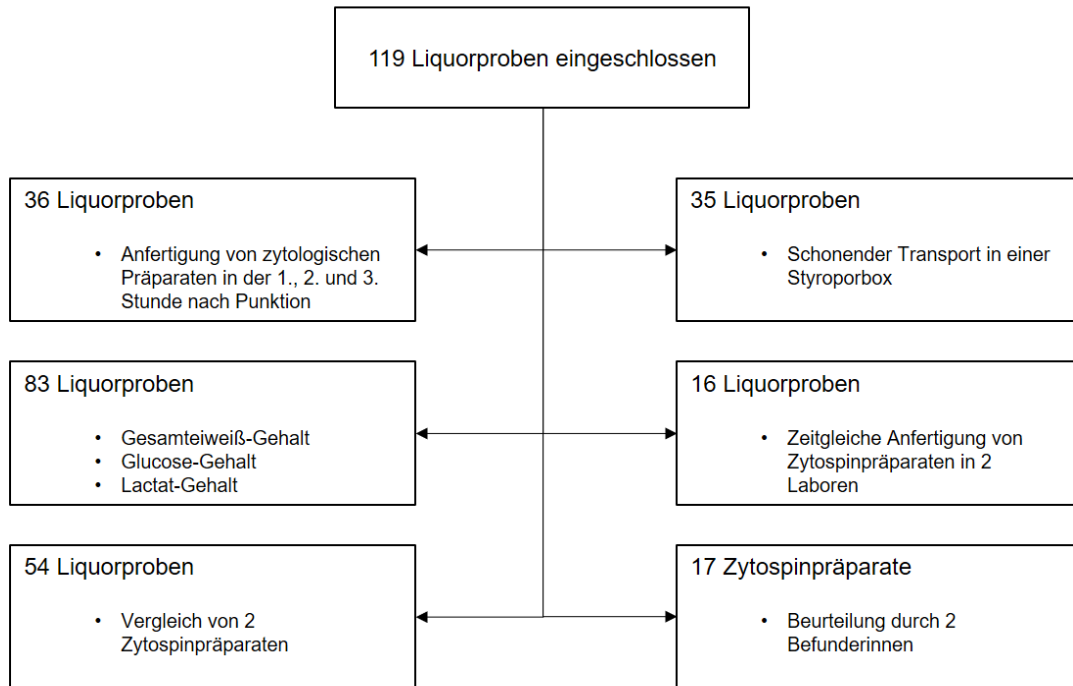 119 Liquorproben eingeschlossen
36 Liquorproben
• Anfertigung von zytologischen
Präparaten in der 1., 2. und 3.
Stunde nach Punktion
35 Liquorproben
• Schonender Transport in einer
Styroporbox
83 Liquorproben
• Gesamteiweiß-Gehalt
• Glucose-Gehalt
• Lactat-Gehalt
16 Liquorproben
• Zeitgleiche Anfertigung von
Zytospinpräparaten in 2
Laboren
54 Liquorproben
• Vergleich von 2
Zytospinpräparaten
17 Zytospinpräparate
• Beurteilung durch 2
Befunderinnen